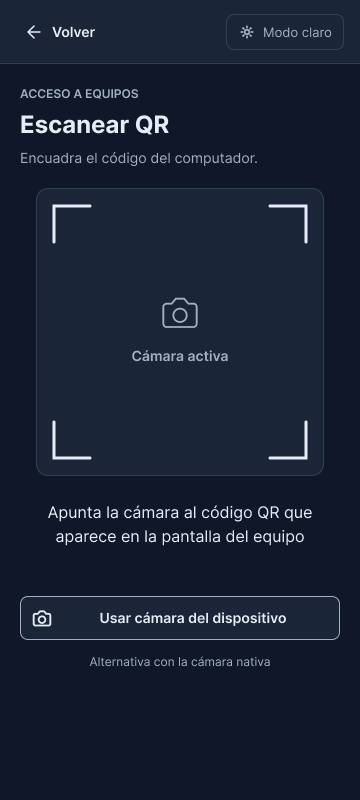 Volver
Modo claro
ACCESO A EQUIPOS
Escanear QR
Encuadra el código del computador.
Cámara activa
Apunta la cámara al código QR que
aparece en la pantalla del equipo
Usar cámara del dispositivo
Alternativa con la cámara nativa